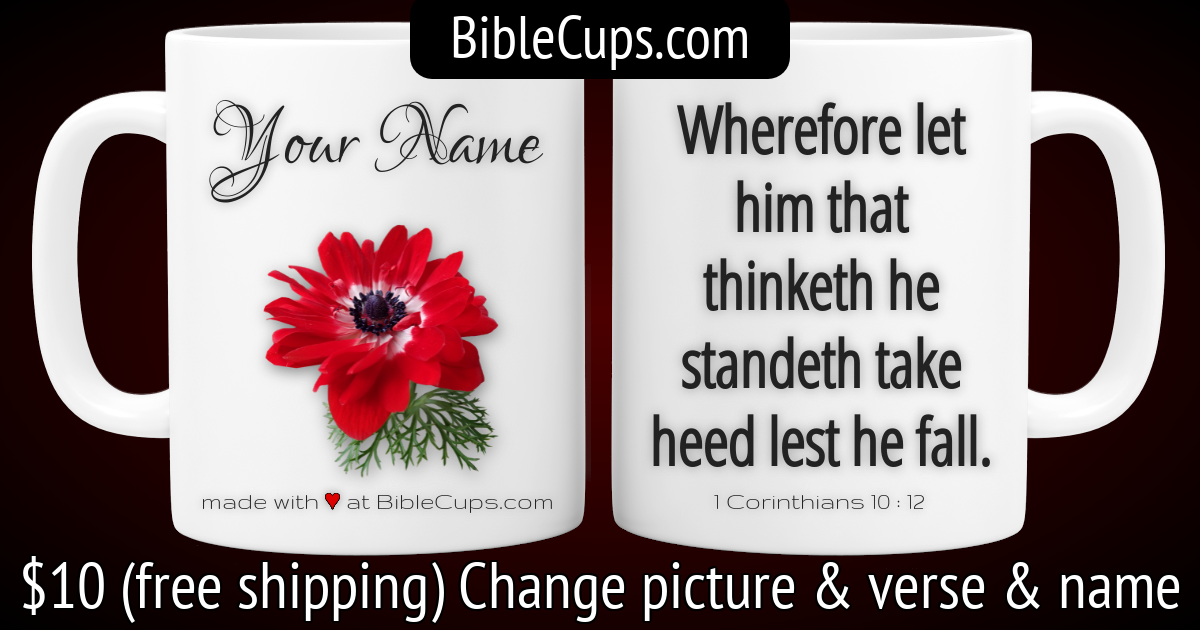 BibleCups.com
Your Name
made with ♥ at BibleCups.com
Wherefore let
him that
thinketh he
standeth take
heed lest he fall.
1 Corinthians 10 : 12
$10 (free shipping) Change picture & verse & name